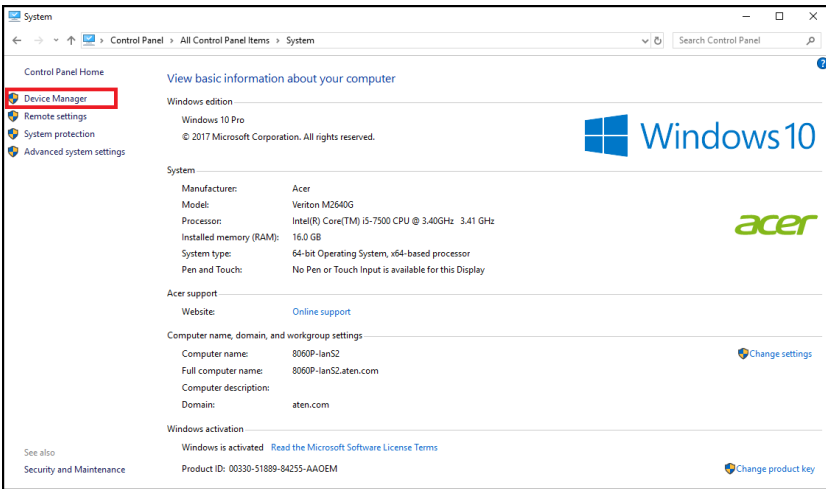 System
Control Panel > All Control Panel Items > System
Search Control Panel
Control Panel Home
Device Manager
Remote settings
System protection
Advanced system settings
See also
Security and Maintenance
View basic information about your computer
Windows edition
Windows 10 Pro
© 2017 Microsoft Corporation. All rights reserved.
Windows 10
System
Manufacturer: Acer
Model: Veriton M2640G
Processor: Intel(R) Core(TM) i5-7500 CPU @ 3.40GHz 3.41 GHz
Installed memory (RAM): 16.0 GB
System type: 64-bit Operating System, x64-based processor
Pen and Touch: No Pen or Touch Input is available for this Display
acer
Acer support
Website: Online support
Computer name, domain, and workgroup settings
Computer name: 8060P-IanS2
Change settings
Full computer name: 8060P-IanS2.aten.com
Computer description:
Domain: aten.com
Windows activation
Windows is activated Read the Microsoft Software License Terms
Product ID: 00330-51889-84255-AAOEM
Change product key